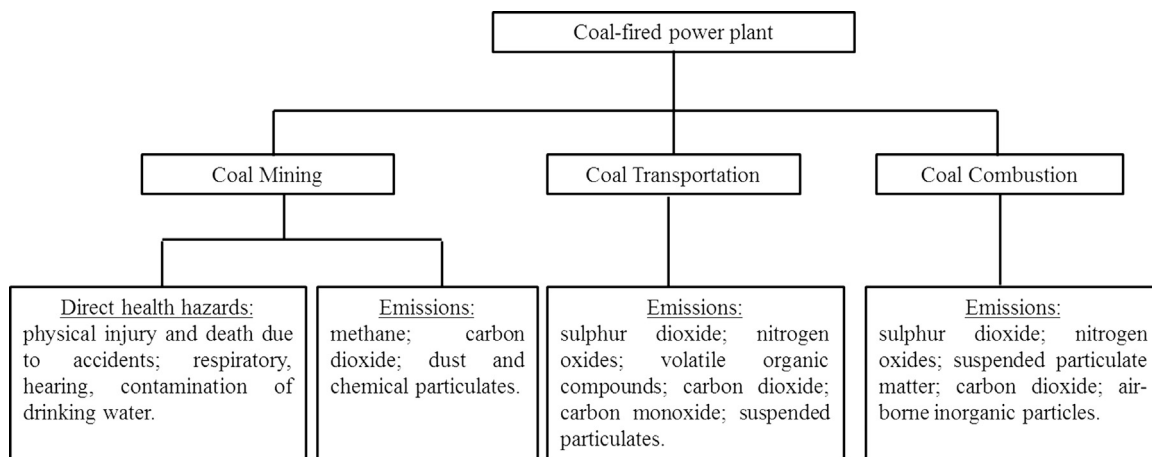 Coal-fired power plant
Coal Mining
Coal Transportation
Coal Combustion
Direct health hazards:
physical injury and death due
to accidents; respiratory,
hearing, contamination of
drinking water.
Emissions:
methane; carbon
dioxide; dust and
chemical particulates.
Emissions:
sulphur dioxide; nitrogen
oxides; volatile organic
compounds; carbon dioxide;
carbon monoxide; suspended
particulates.
Emissions:
sulphur dioxide; nitrogen
oxides; suspended particulate
matter; carbon dioxide; air-
borne inorganic particles.